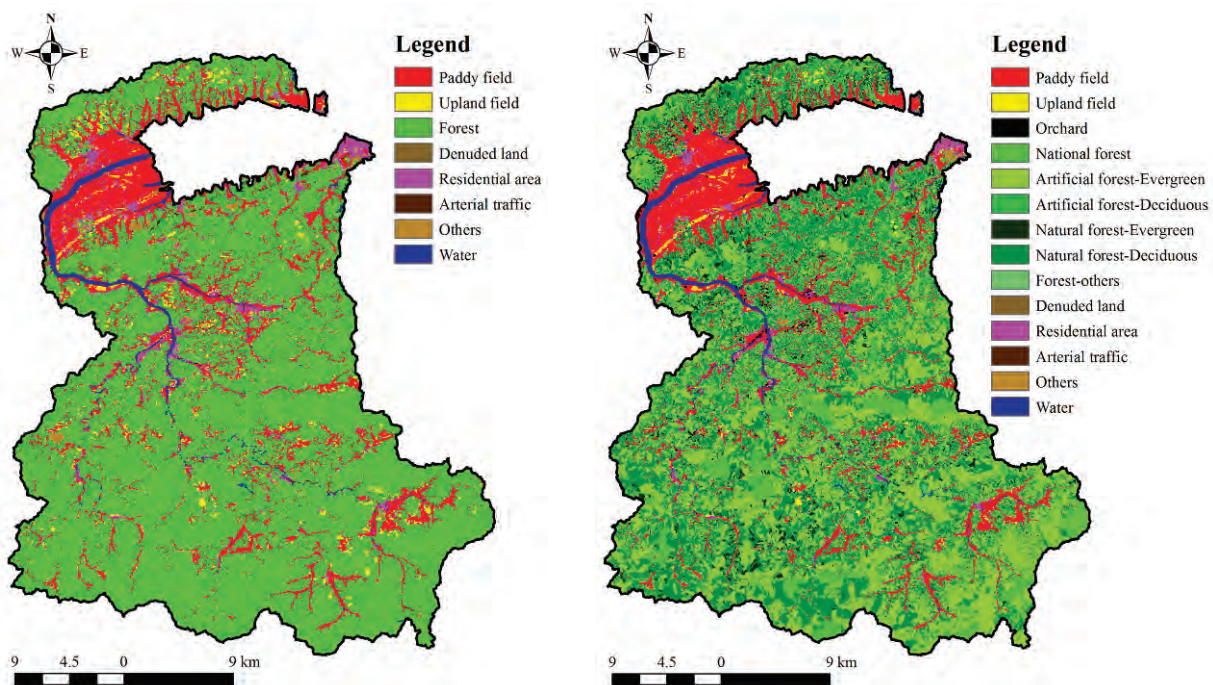 N
W E
S
Legend
Paddy field
Upland field
Forest
Denuded land
Residential area
Arterial traffic
Others
Water
9 4.5 0 9 km
N
W E
S
Legend
Paddy field
Upland field
Orchard
National forest
Artificial forest-Evergreen
Artificial forest-Deciduous
Natural forest-Evergreen
Natural forest-Deciduous
Forest-others
Denuded land
Residential area
Arterial traffic
Others
Water
9 4.5 0 9 km